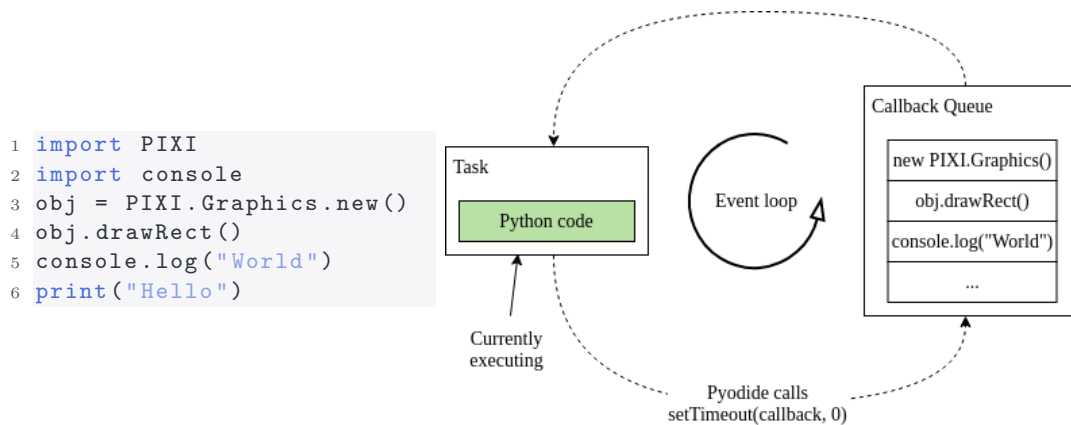 1 import PIXI
2 import console
3 obj = PIXI.Graphics.new()
4 obj.drawRect()
5 console.log("World")
6 print("Hello")
Task
Python code
Currently
executing
Event loop
Pyodide calls
setTimeout(callback, 0)
Callback Queue
new PIXI.Graphics()
obj.drawRect()
console.log("World")
...